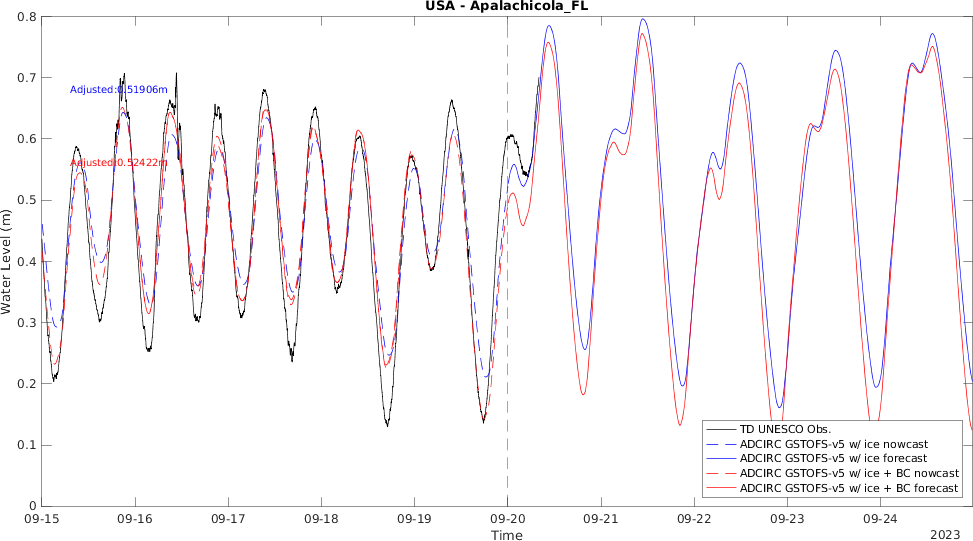 USA - Apalachicola_FL
0.8
0.7
0.6
0.5
0.4
0.3
0.2
0.1
0
Water Level (m)
Adjusted:0.51906m
Adjusted:0.52422m
TD UNESCO Obs.
ADCIRC GSTOFS-v5 w/ ice nowcast
ADCIRC GSTOFS-v5 w/ ice forecast
ADCIRC GSTOFS-v5 w/ ice + BC nowcast
ADCIRC GSTOFS-v5 w/ ice + BC forecast
09-15 09-16 09-17 09-18 09-19 09-20 09-21 09-22 09-23 09-24
Time
2023